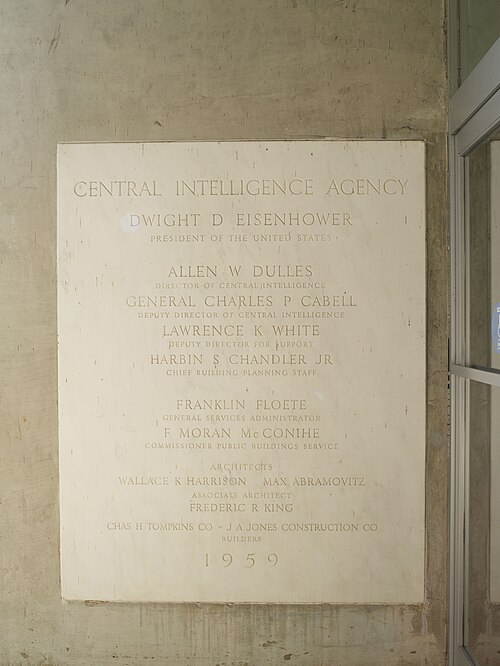 CENTRAL INTELLIGENCE AGENCY
DWIGHT D EISENHOWER
PRESIDENT OF THE UNITED STATES
ALLEN W DULLES
DIRECTOR OF CENTRAL INTELLIGENCE
GENERAL CHARLES P CABELL
DEPUTY DIRECTOR OF CENTRAL INTELLIGENCE
LAWRENCE K WHITE
DEPUTY DIRECTOR FOR SUPPORT
HARBIN S CHANDLER JR
CHIEF BUILDING PLANNING STAFF
FRANKLIN FLOETE
GENERAL SERVICES ADMINISTRATOR
F MORAN McCONIHE
COMMISSIONER PUBLIC BUILDINGS SERVICE
ARCHITECTS
WALLACE K HARRISON MAX ABRAMOVITZ
ASSOCIATE ARCHITECT
FREDERIC R KING
CHAS H TOMPKINS CO - J A JONES CONSTRUCTION CO
BUILDERS
1959